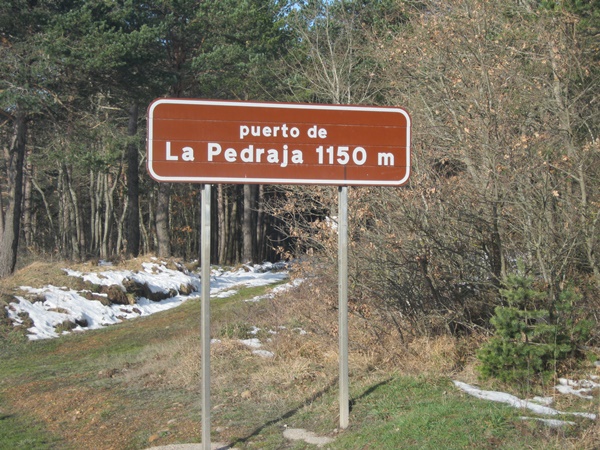 puerto de
La Pedraja 1150 m